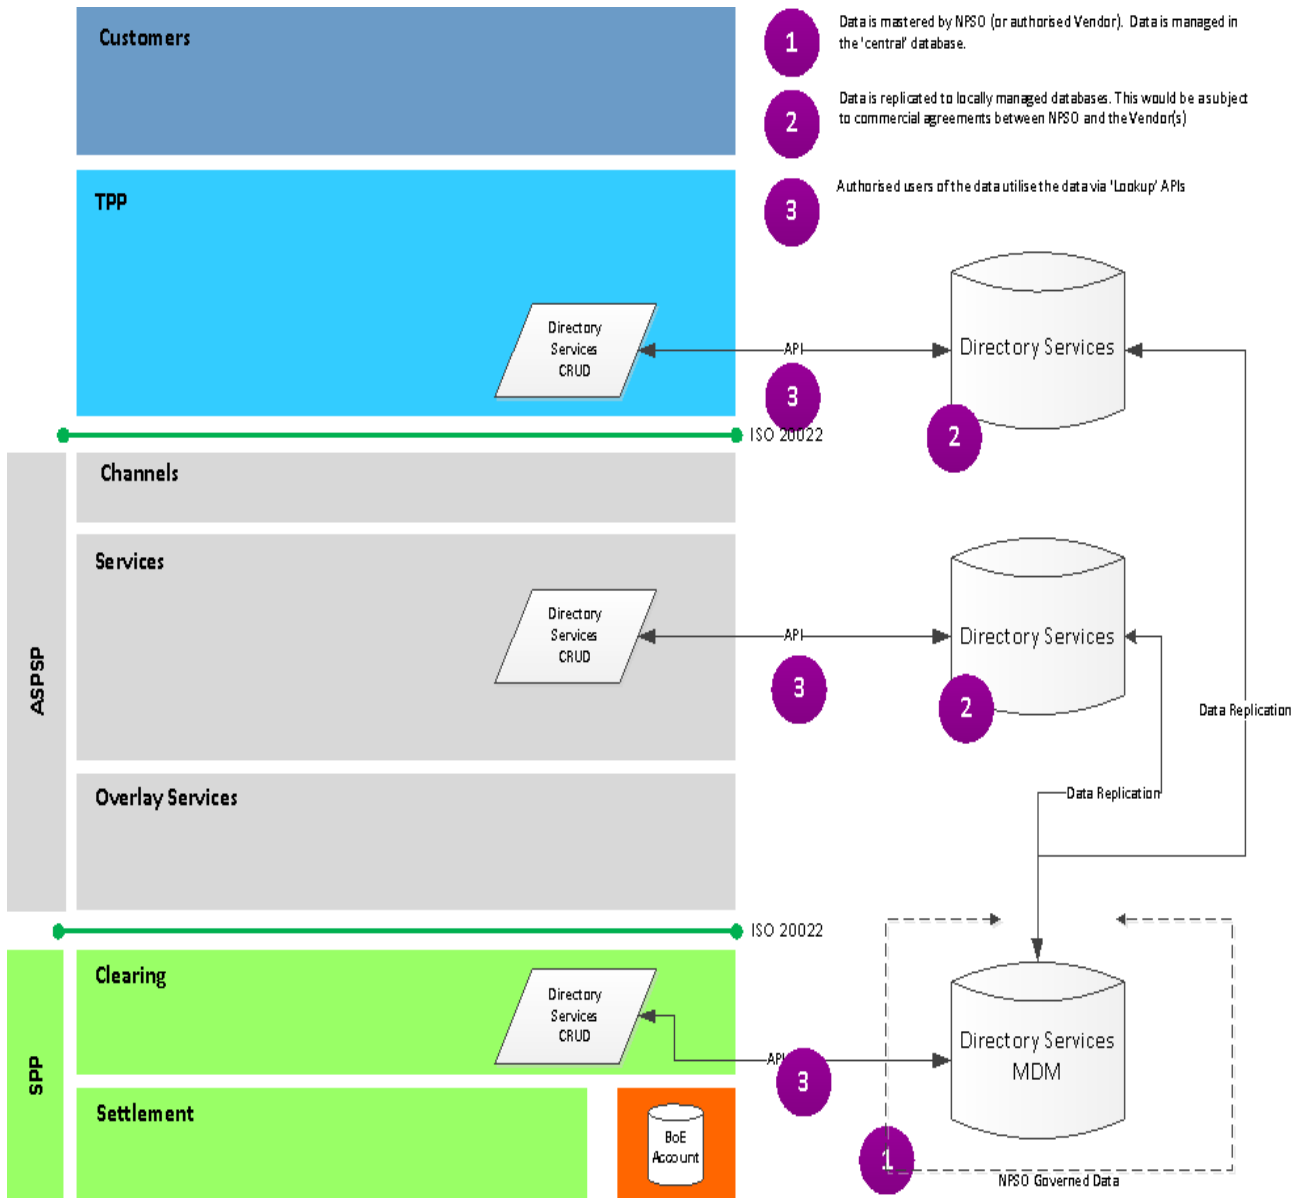 Customers
1
Data is mastered by NPSO (or authorised Vendor). Data is managed in
the 'central' database.
2
Data is replicated to locally managed databases. This would be a subject
to commercial agreements between NPSO and the Vendor(s)
3
Authorised users of the data utilise the data via 'Lookup' APIs
TPP
Directory
Services
CRUD
API
3
Directory Services
2
ISO 20022
ASPSP
Channels
Services
Directory
Services
CRUD
API
3
Directory Services
2
Data Replication
Data Replication
Overlay Services
ISO 20022
SPP
Clearing
Directory
Services
CRUD
API
3
Directory Services
MDM
Settlement
BoE
Account
1
NPSO Governed Data